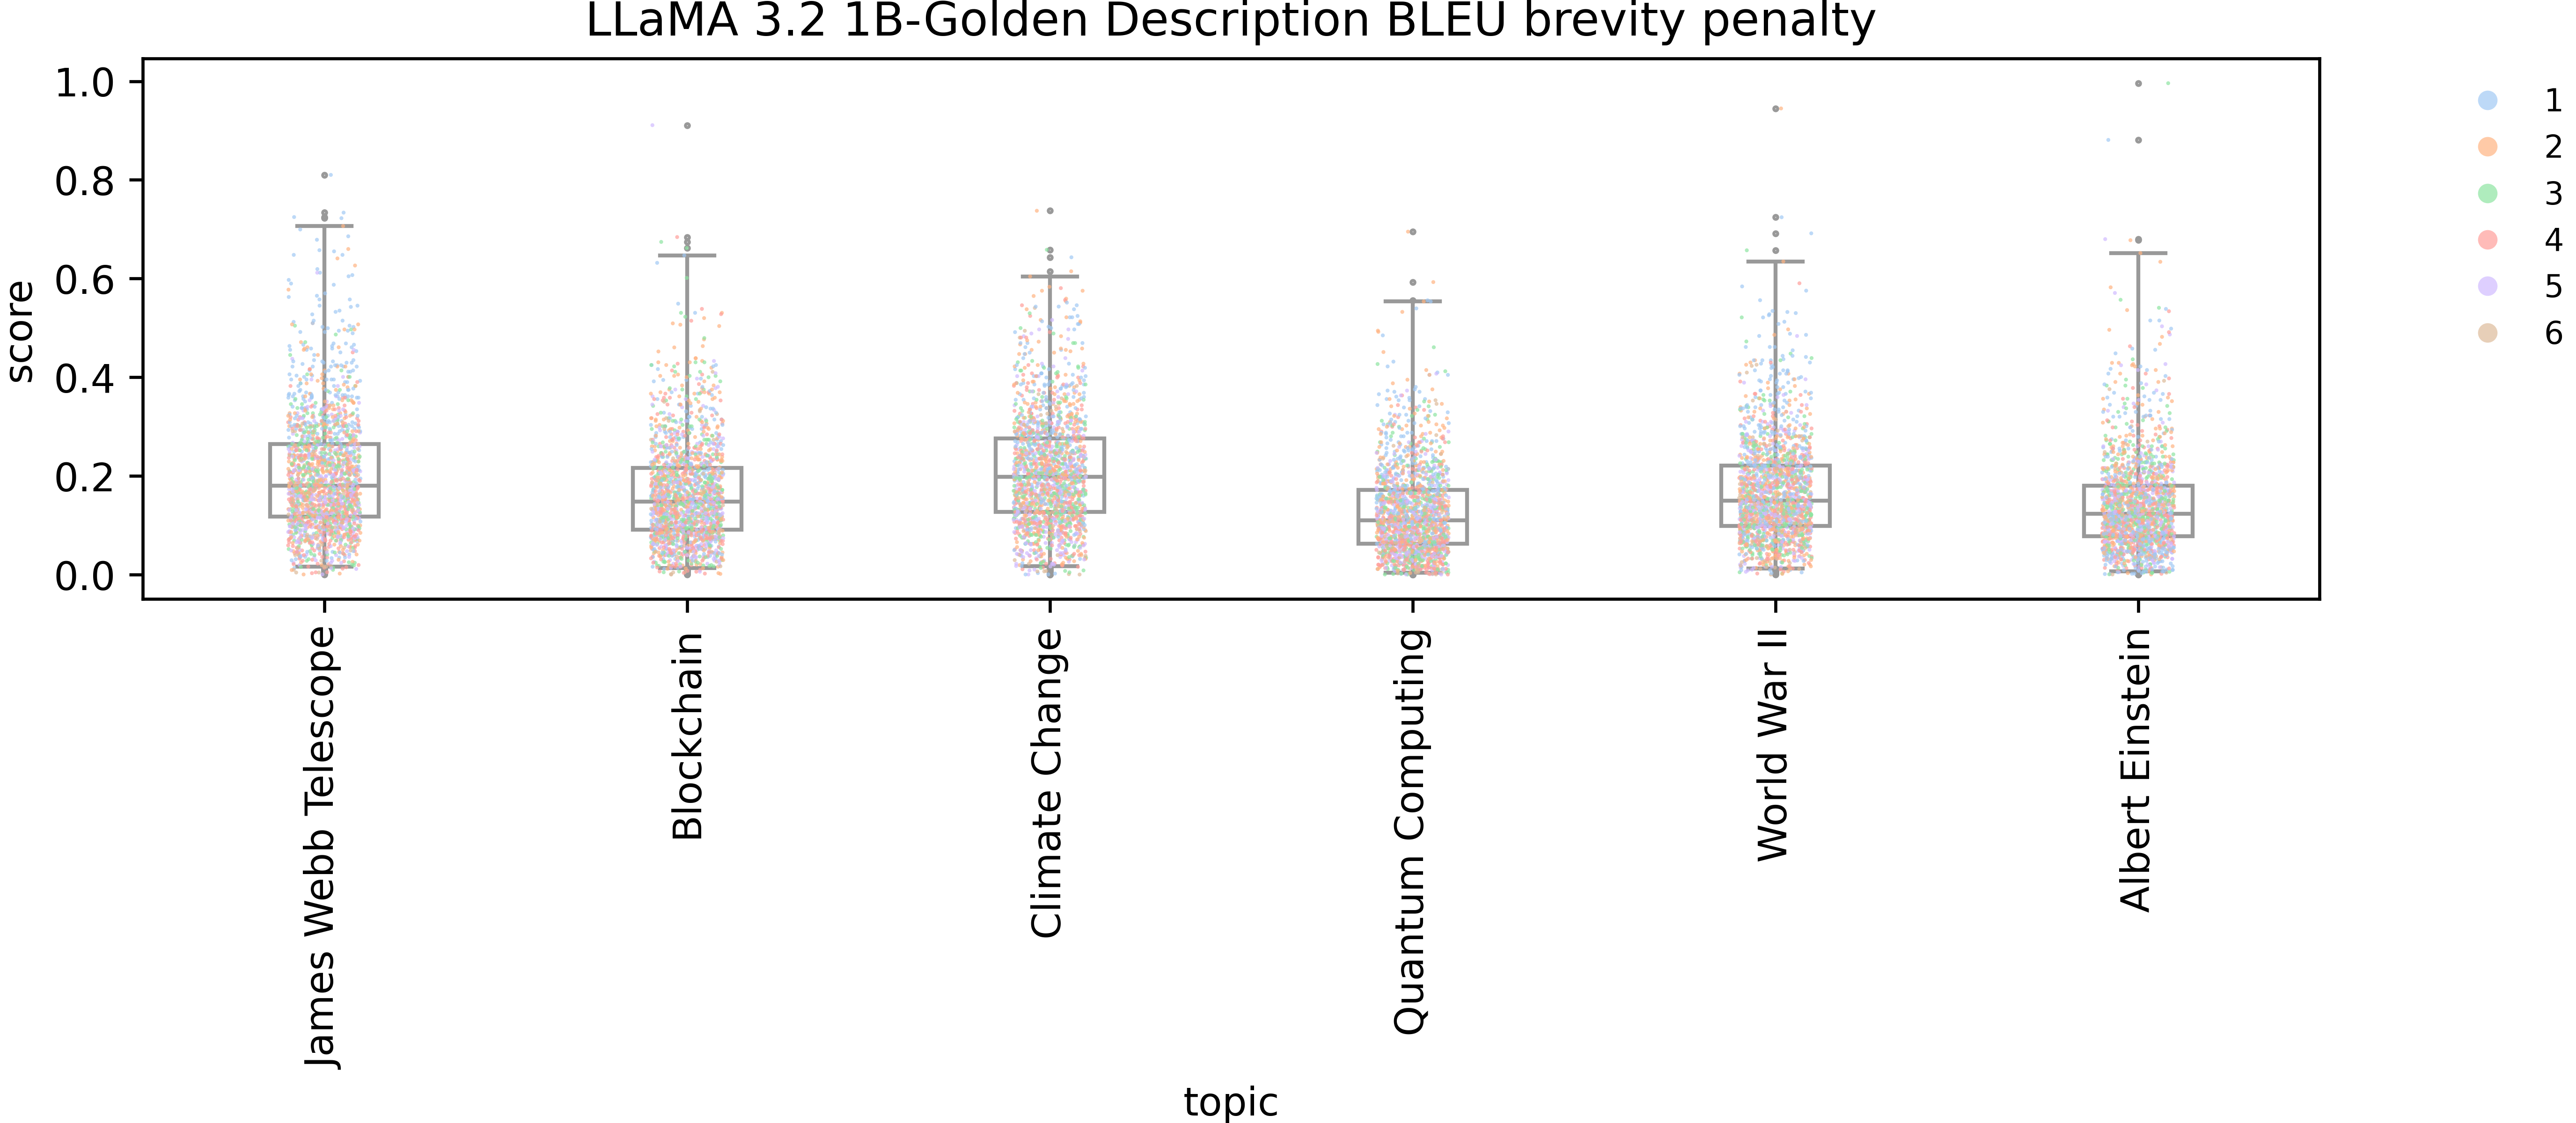 LLaMA 3.2 1B-Golden Description BLEU brevity penalty
score
1.0
0.8
0.6
0.4
0.2
0.0
James Webb Telescope
Blockchain
Climate Change
Quantum Computing
World War II
Albert Einstein
topic
1
2
3
4
5
6